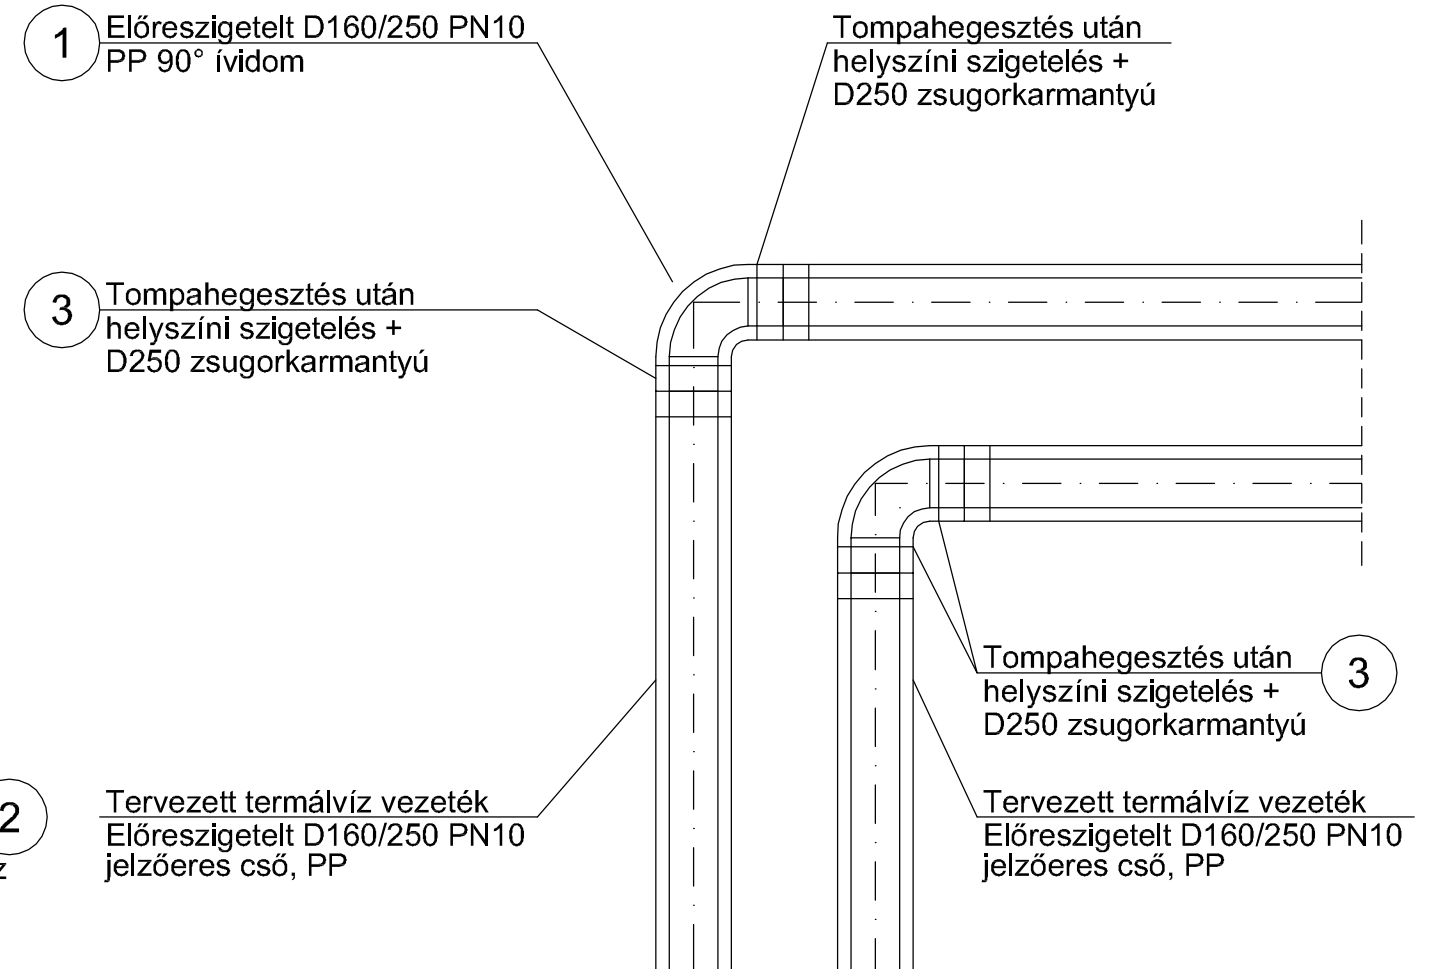 1
Előreszigetelt D160/250 PN10
PP 90° ívidom
Tompahegesztés után
helyszíni szigetelés +
D250 zsugorkarmantyú
3
Tompahegesztés után
helyszíni szigetelés +
D250 zsugorkarmantyú
Tompahegesztés után
helyszíni szigetelés +
D250 zsugorkarmantyú
3
2
z
Tervezett termálvíz vezeték
Előreszigetelt D160/250 PN10
jelzőeres cső, PP
Tervezett termálvíz vezeték
Előreszigetelt D160/250 PN10
jelzőeres cső, PP